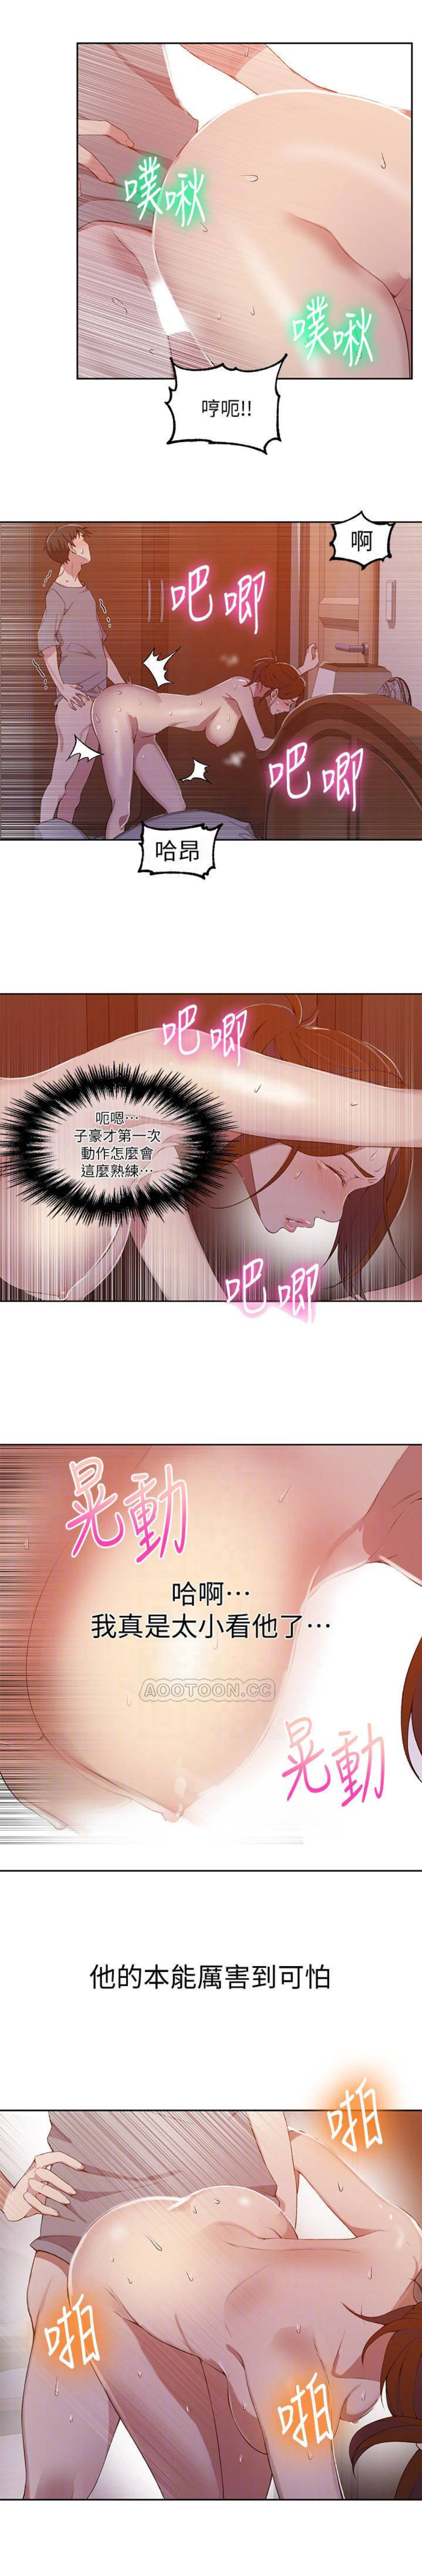 噗啾
噗啾
哼呃!!
啊
吧唧
吧唧
哈昂
吧唧
呃嗯…
子豪才第一次
動作怎麼會
這麼熟練…
吧唧
晃動
哈啊…
我真是太小看他了…
AOOTOON.CC
晃動
他的本能厲害到可怕
啪
啪
啪